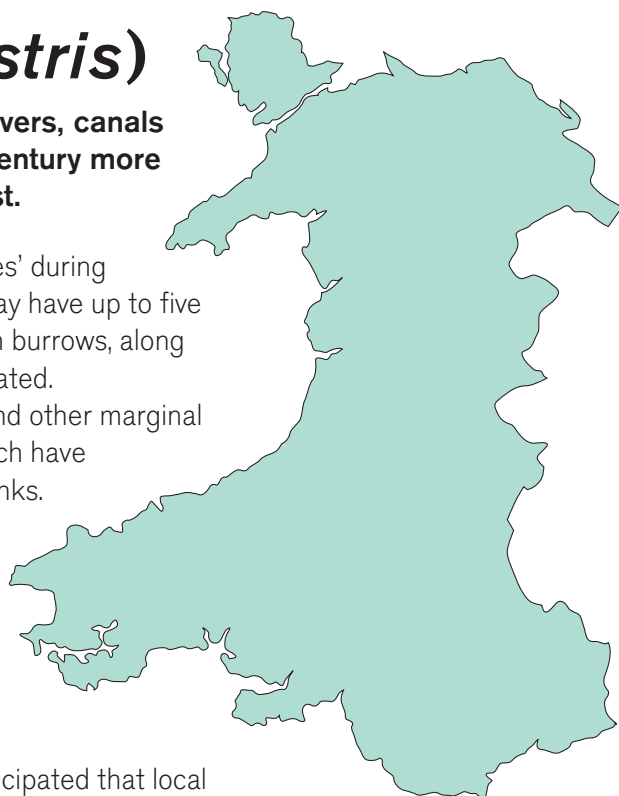 stris)
vers, canals
entury more
st.
es’ during
ay have up to five
n burrows, along
ated.
nd other marginal
ch have
nks.
cipated that local